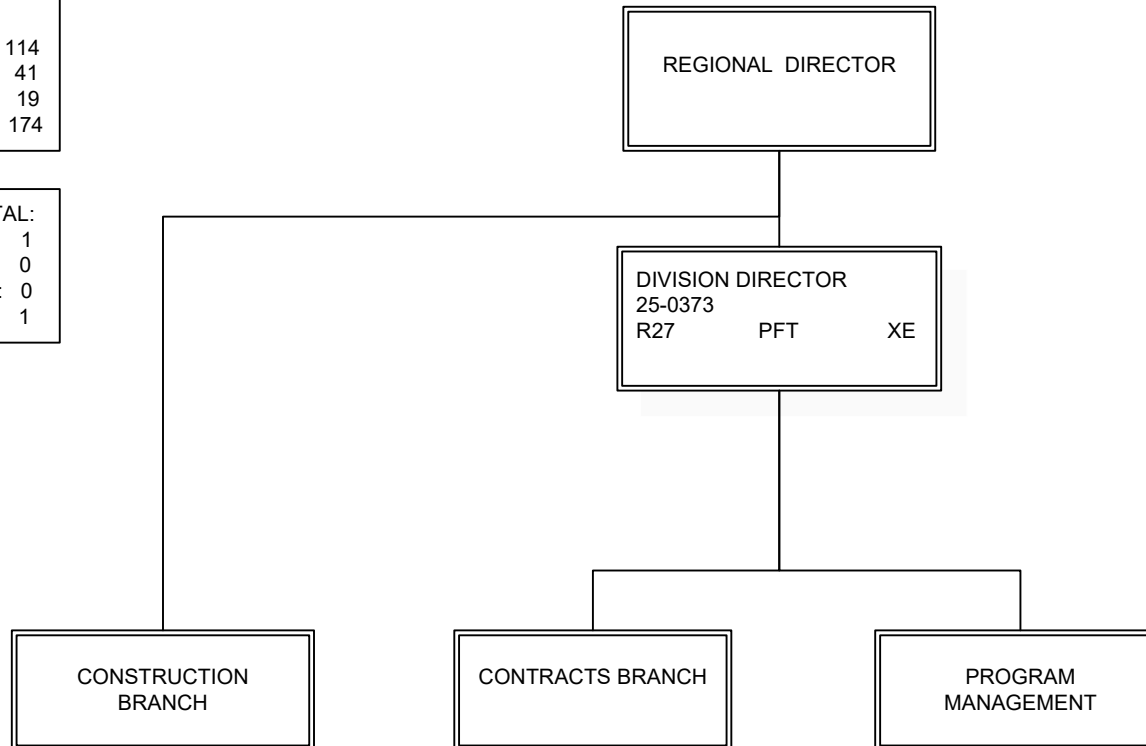 114
41
19
174
REGIONAL DIRECTOR
TAL:
1
0
: 0
1
DIVISION DIRECTOR
25-0373
R27 PFT XE
CONSTRUCTION
BRANCH
CONTRACTS BRANCH
PROGRAM
MANAGEMENT